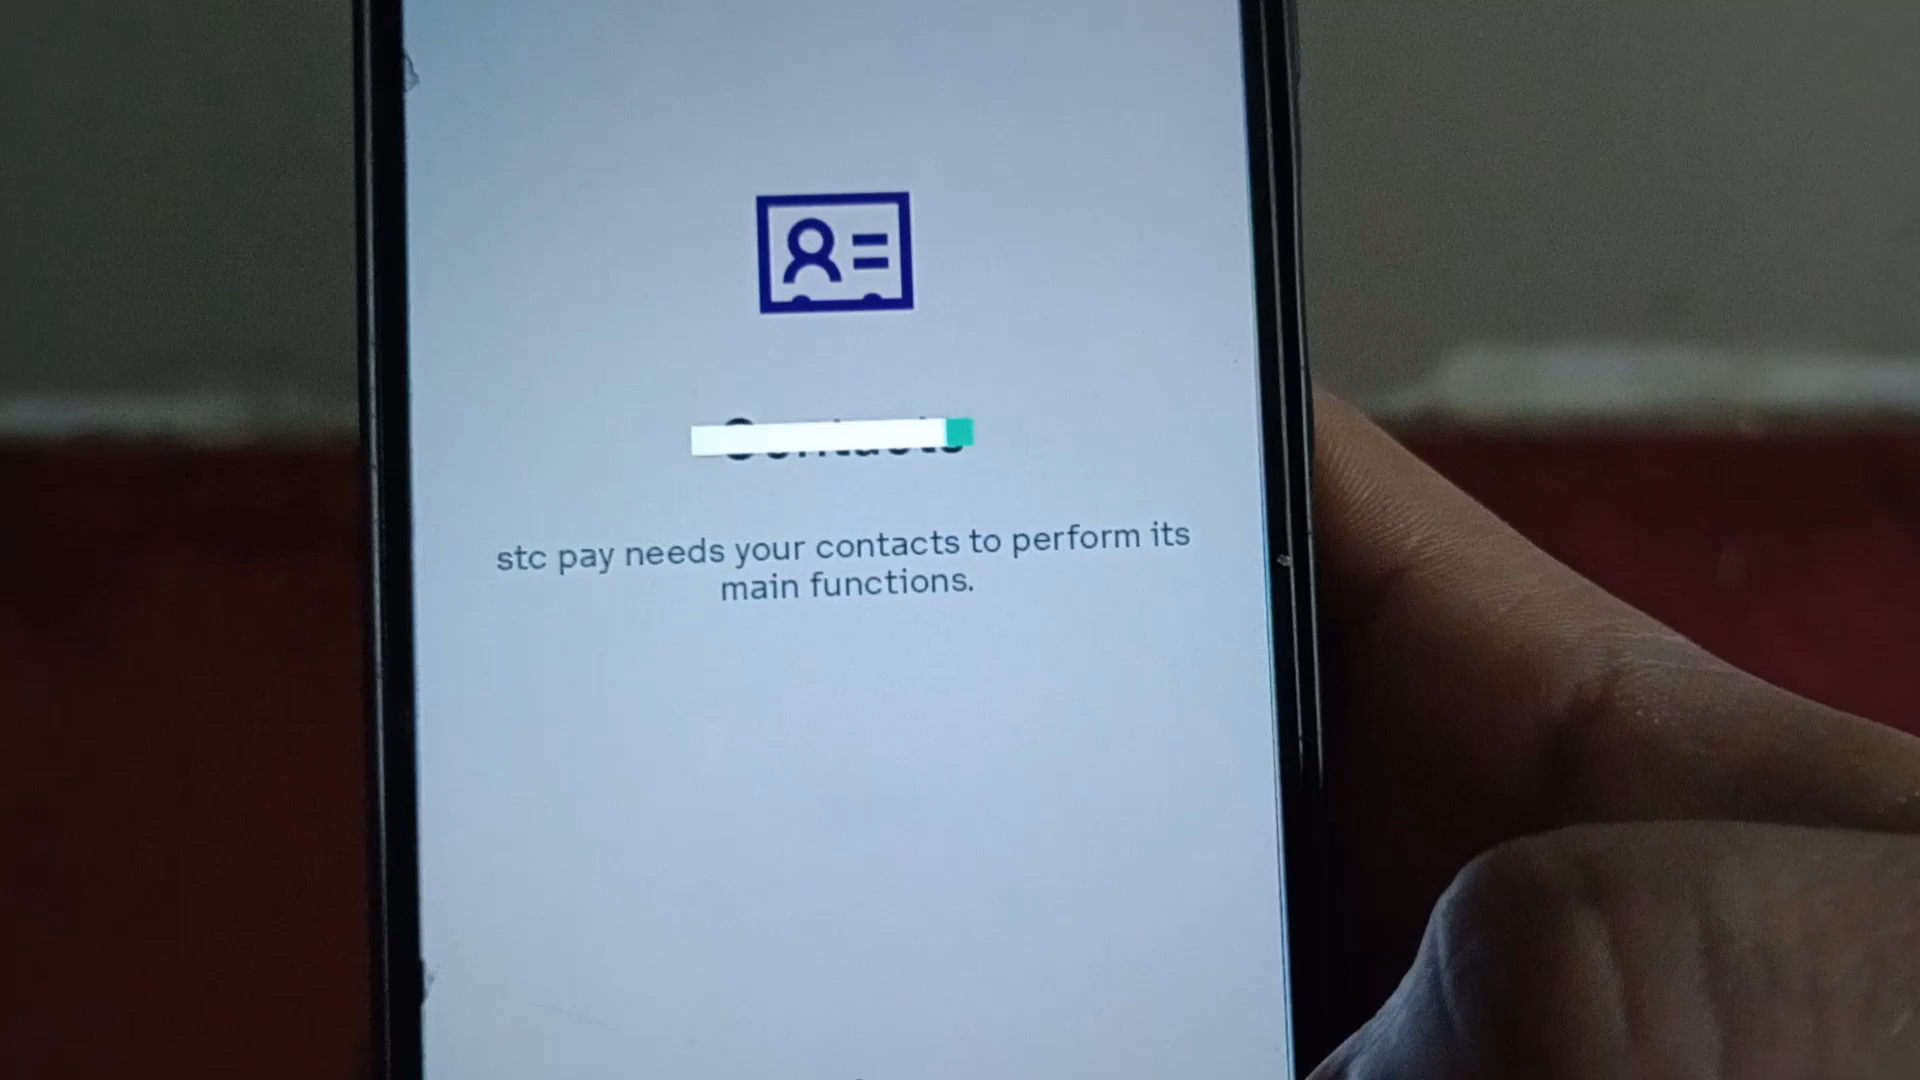 stc pay needs your contacts to perform its
main functions.